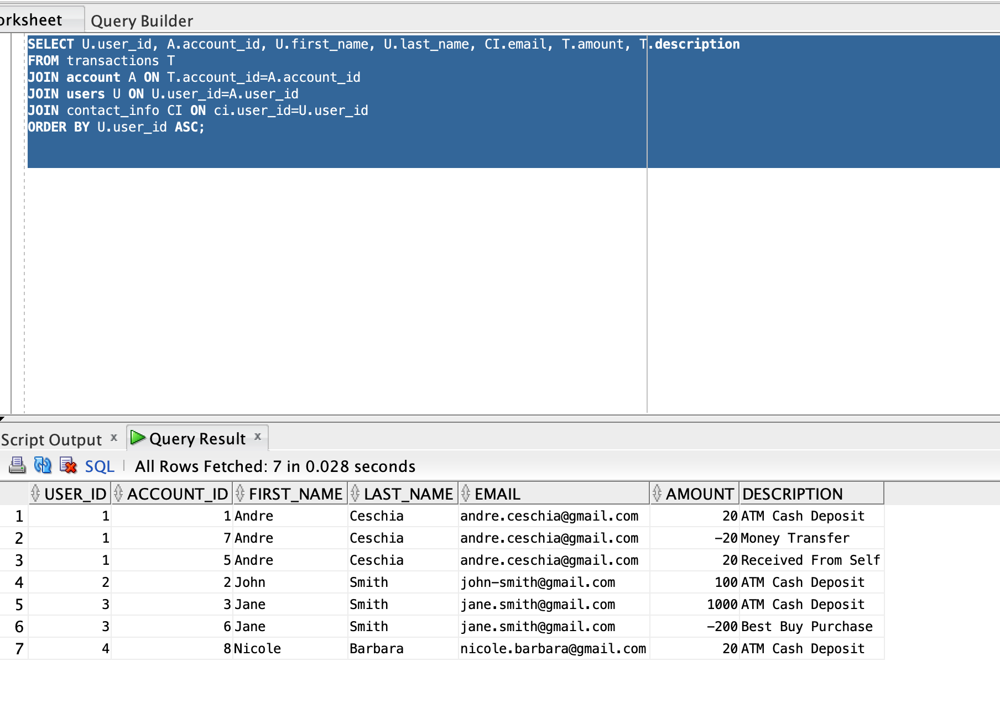 orksheet Query Builder
SELECT U.user_id, A.account_id, U.first_name, U.last_name, CI.email, T.amount, T.description
FROM transactions T
JOIN account A ON T.account_id=A.account_id
JOIN users U ON U.user_id=A.user_id
JOIN contact_info CI ON ci.user_id=U.user_id
ORDER BY U.user_id ASC;
Script Output x Query Result x
SQL All Rows Fetched: 7 in 0.028 seconds
USER_ID ACCOUNT_ID FIRST_NAME LAST_NAME EMAIL AMOUNT DESCRIPTION
1 1 1 Andre Ceschia andre.ceschia@gmail.com 20 ATM Cash Deposit
2 1 7 Andre Ceschia andre.ceschia@gmail.com -20 Money Transfer
3 1 5 Andre Ceschia andre.ceschia@gmail.com 20 Received From Self
4 2 2 John Smith john-smith@gmail.com 100 ATM Cash Deposit
5 3 3 Jane Smith jane.smith@gmail.com 1000 ATM Cash Deposit
6 3 6 Jane Smith jane.smith@gmail.com -200 Best Buy Purchase
7 4 8 Nicole Barbara nicole.barbara@gmail.com 20 ATM Cash Deposit